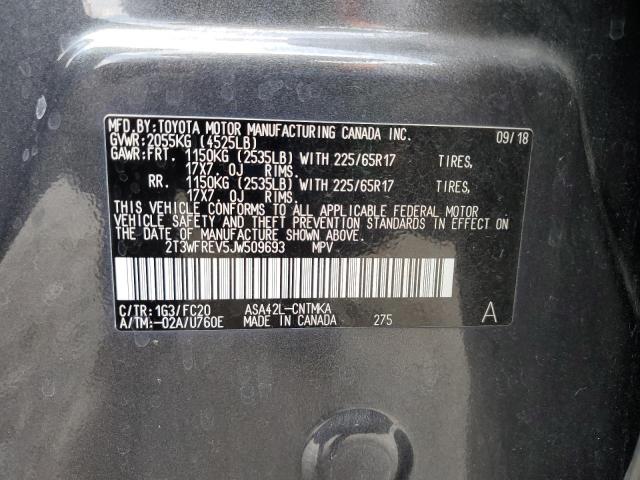 MFD.BY:TOYOTA MOTOR MANUFACTURING CANADA INC. 09/18
GVWR:2055KG (4525LB)
GAWR:FRT. 1150KG (2535LB) WITH 225/65R17 TIRES,
17X7.0J RIMS.
RR. 1150KG (2535LB) WITH 225/65R17 TIRES,
17X7.0J RIMS.
THIS VEHICLE CONFORMS TO ALL APPLICABLE FEDERAL MOTOR
VEHICLE SAFETY AND THEFT PREVENTION STANDARDS IN EFFECT ON
THE DATE OF MANUFACTURE SHOWN ABOVE.
2T3WFREV5JW509693 MPV
C/TR:1G3/FC20 ASA42L-CNTMKA
A/TM:-02A/U760E MADE IN CANADA 275 A